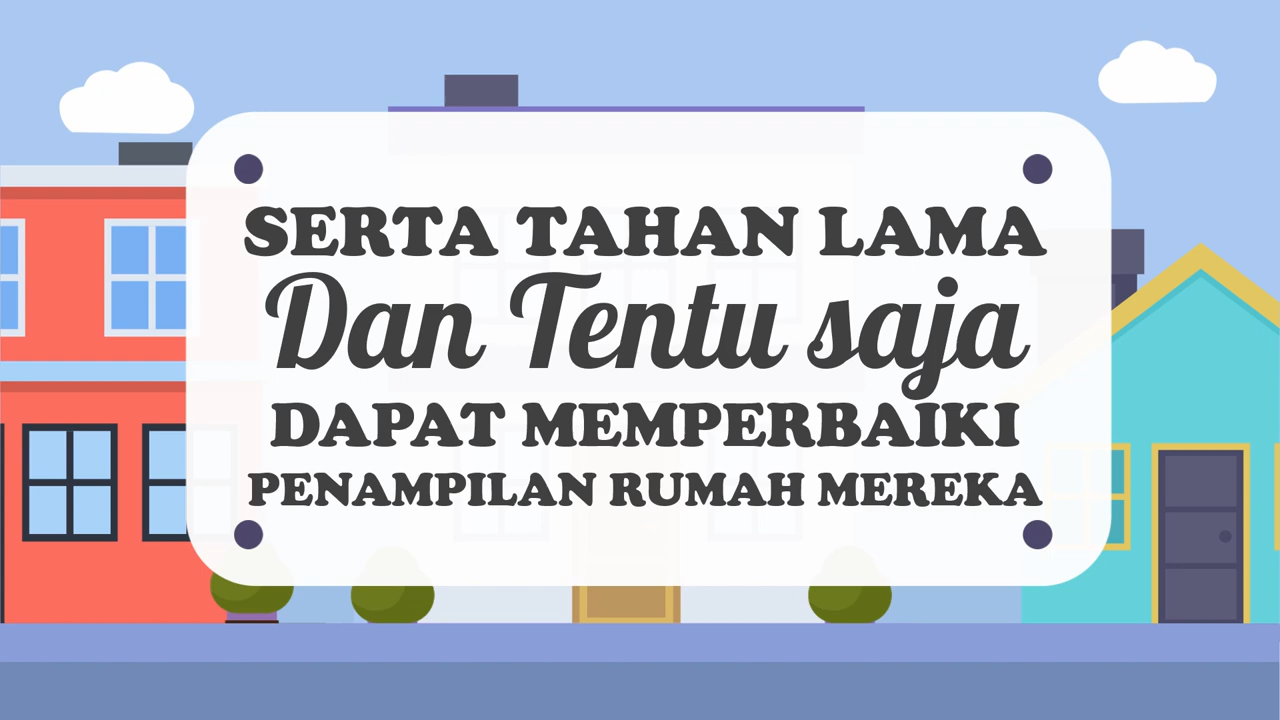 SERTA TAHAN LAMA
Dan Tentu saja
DAPAT MEMPERBAIKI
PENAMPILAN RUMAH MEREKA